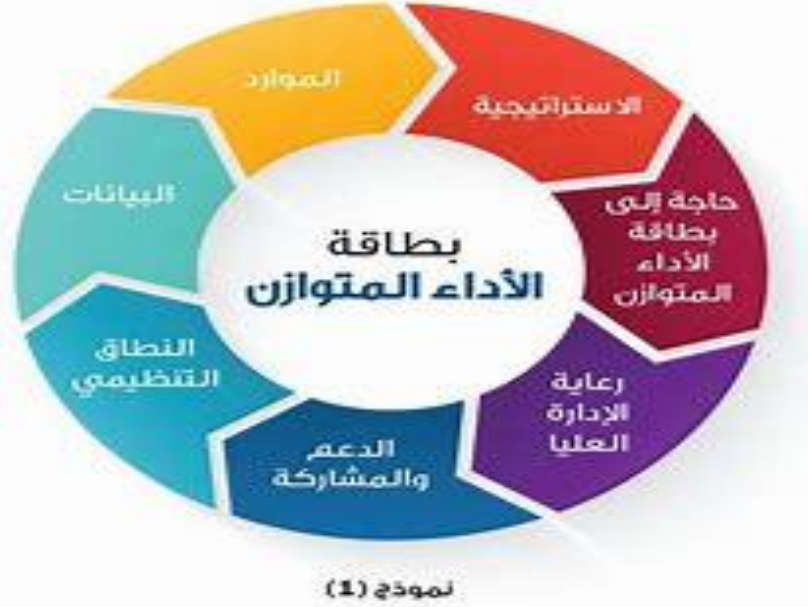 بطاقة
الأداء المتوازن
الاستراتيجية
حاجة إلى
بطاقة
الأداء
المتوازن
رعاية
الإدارة
العليا
الدعم
والمشاركة
النطاق
التنظيمي
البيانات
الموارد
نموذج (1)